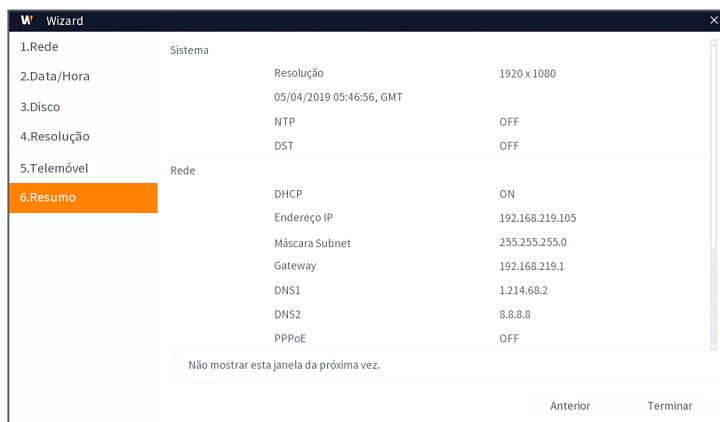 Wizard
1.Rede
2.Data/Hora
3.Disco
4.Resolução
5.Telemóvel
6.Resumo
Sistema
Resolução 1920 x 1080
05/04/2019 05:46:56, GMT
NTP OFF
DST OFF
Rede
DHCP ON
Endereço IP 192.168.219.105
Máscara Subnet 255.255.255.0
Gateway 192.168.219.1
DNS1 1.214.68.2
DNS2 8.8.8.8
PPPoE OFF
Não mostrar esta janela da próxima vez.
Anterior Terminar